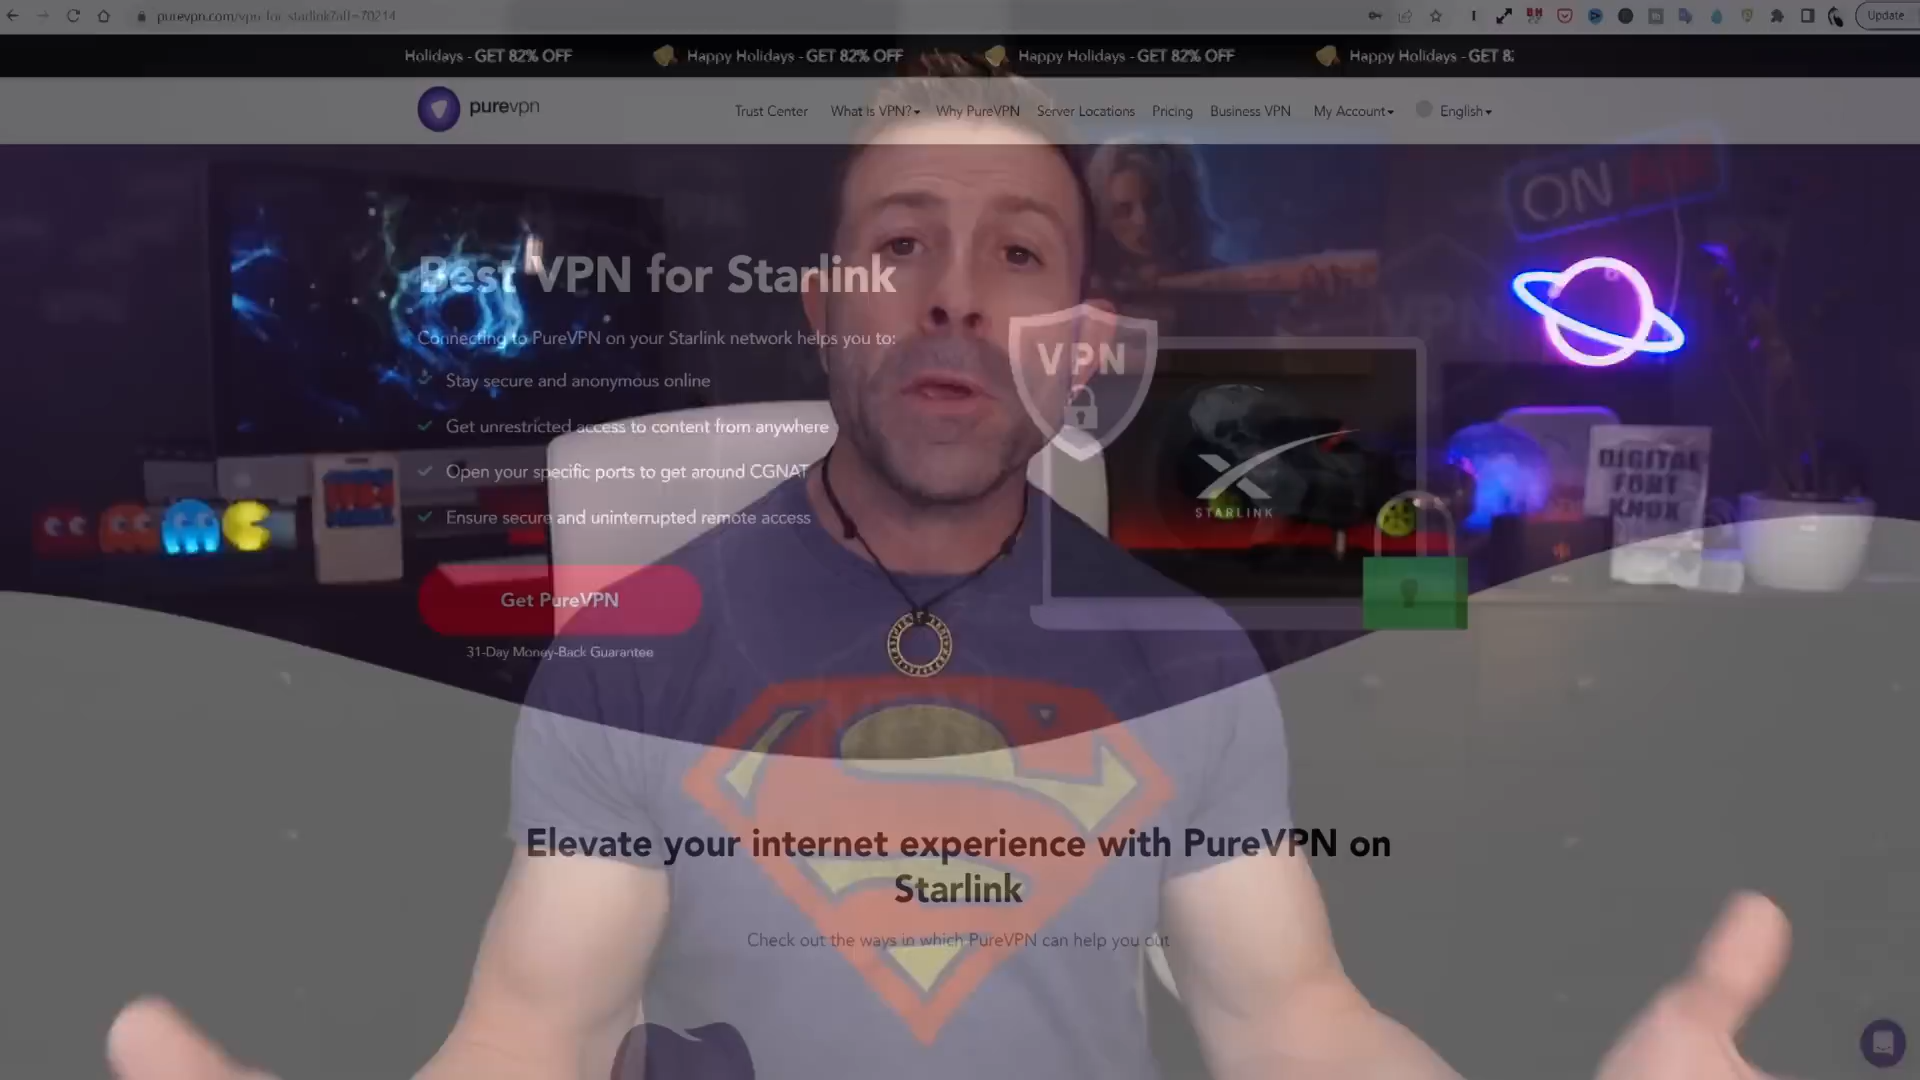 purevpn.com/vpn-for-starlink?aff=70214
Update
Holidays - GET 82% OFF
Happy Holidays - GET 82% OFF
Happy Holidays - GET 82% OFF
Happy Holidays - GET 8
purevpn
Trust Center
What Is VPN?
Why PureVPN
Server Locations
Pricing
Business VPN
My Account
English
ON AIR
Best VPN for Starlink
Connecting to PureVPN on your Starlink network helps you to:
Stay secure and anonymous online
Get unrestricted access to content from anywhere
Open your specific ports to get around CGNAT
Ensure secure and uninterrupted remote access
VPN
STARLINK
DIGITAL
FORT
KNOX
Get PureVPN
31-Day Money-Back Guarantee
Elevate your internet experience with PureVPN on
Starlink
Check out the ways in which PureVPN can help you out